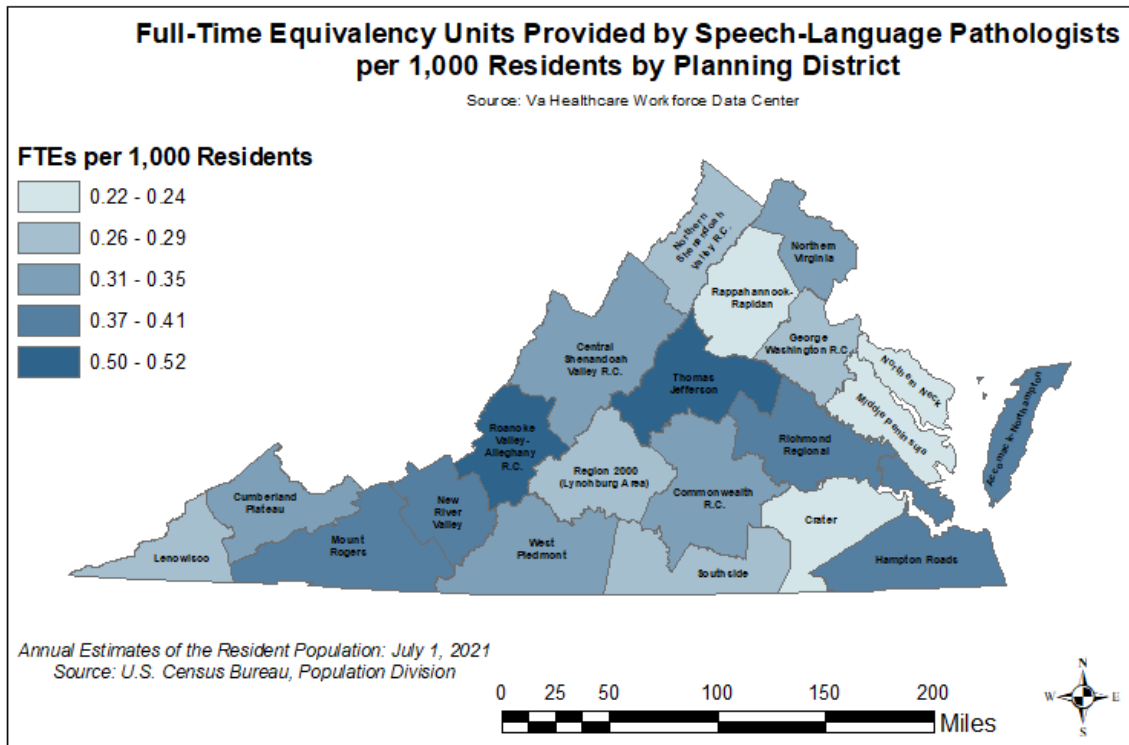 Full-Time Equivalency Units Provided by Speech-Language Pathologists
per 1,000 Residents by Planning District
Source: Va Healthcare Workforce Data Center
FTEs per 1,000 Residents
0.22 - 0.24
0.26 - 0.29
0.31 - 0.35
0.37 - 0.41
0.50 - 0.52
Northern
Shenandoah
Valley R.C.
Northern
Virginia
Rappahannock-
Rapidan
George
Washington R.C.
Northern Neck
Middle Peninsula
Accomack-Northampton
Central
Shenandoah
Valley R.C.
Thomas
Jefferson
Roanoke
Valley-
Alleghany
R.C.
Richmond
Regional
Region 2000
(Lynchburg Area)
Commonwealth
R.C.
Cumberland
Plateau
New
River
Valley
Crater
Lenowisco
Mount
Rogers
West
Piedmont
Southside
Hampton Roads
Annual Estimates of the Resident Population: July 1, 2021
Source: U.S. Census Bureau, Population Division
0 25 50 100 150 200
Miles
N
W E
S